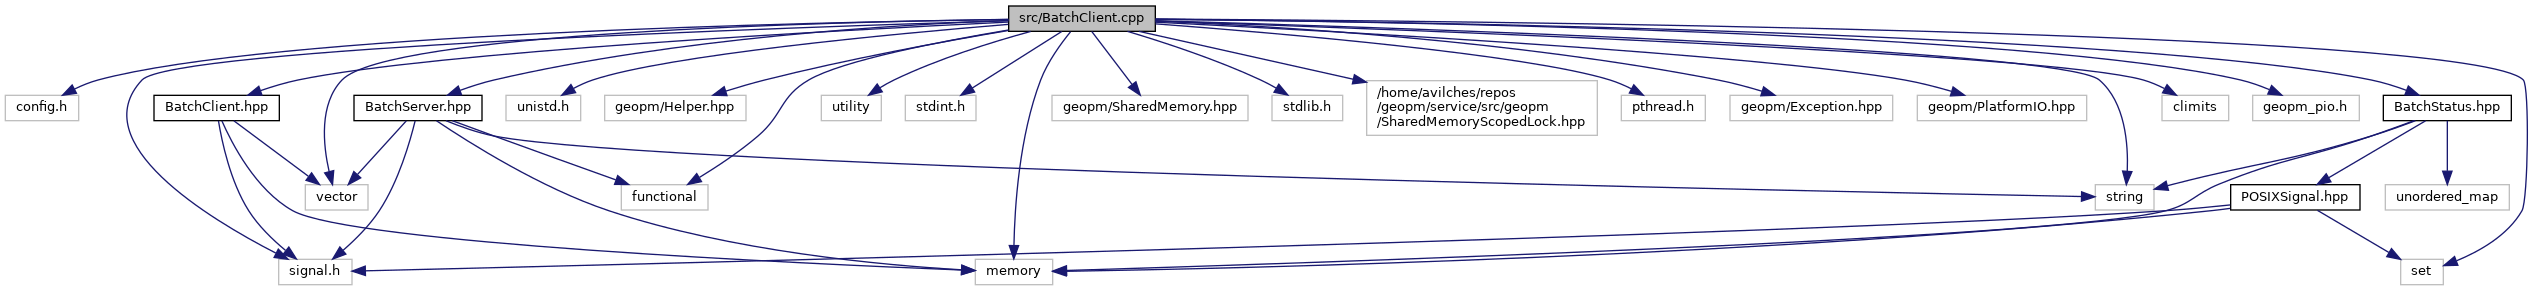 src/BatchClient.cpp
config.h
BatchClient.hpp
BatchServer.hpp
unistd.h
geopm/Helper.hpp
utility
stdint.h
geopm/SharedMemory.hpp
stdlib.h
/home/avilches/repos
/geopm/service/src/geopm
/SharedMemoryScopedLock.hpp
pthread.h
geopm/Exception.hpp
geopm/PlatformIO.hpp
climits
geopm_pio.h
BatchStatus.hpp
vector
functional
string
POSIXSignal.hpp
unordered_map
signal.h
memory
set